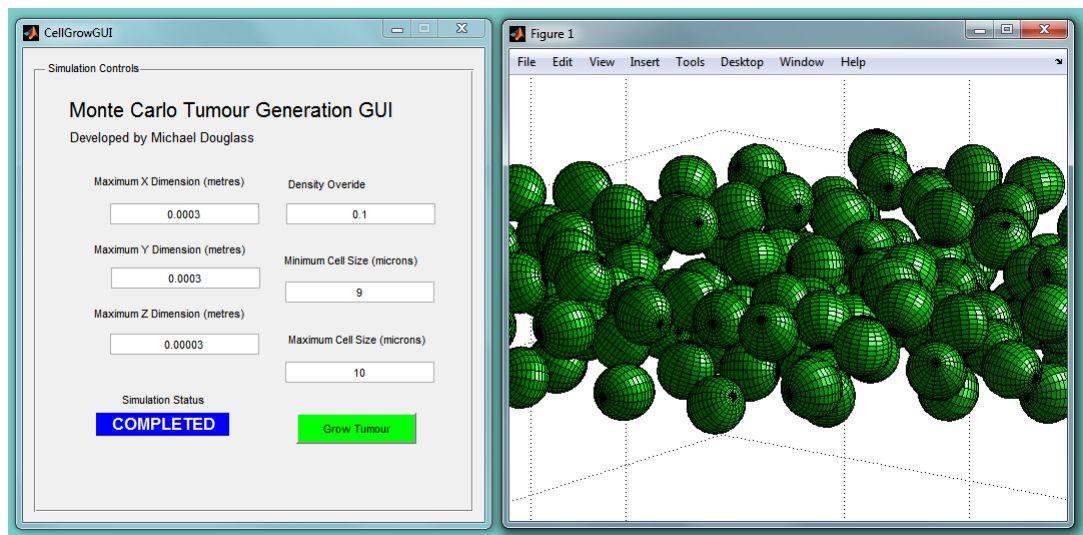 CellGrowGUI
Simulation Controls
Monte Carlo Tumour Generation GUI
Developed by Michael Douglass
Maximum X Dimension (metres)
0.0003
Maximum Y Dimension (metres)
0.0003
Maximum Z Dimension (metres)
0.00003
Simulation Status
COMPLETED
Density Overide
0.1
Minimum Cell Size (microns)
9
Maximum Cell Size (microns)
10
Grow Tumour
Figure 1
File Edit View Insert Tools Desktop Window Help